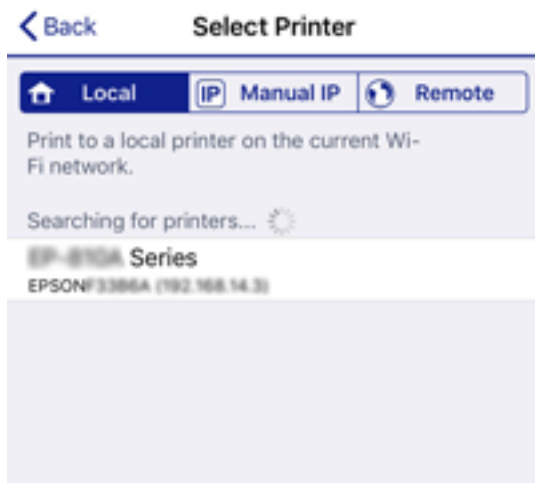 Back
Select Printer
Local
IP
Manual IP
Remote
Print to a local printer on the current Wi-
Fi network.
Searching for printers...
Series
EPSON